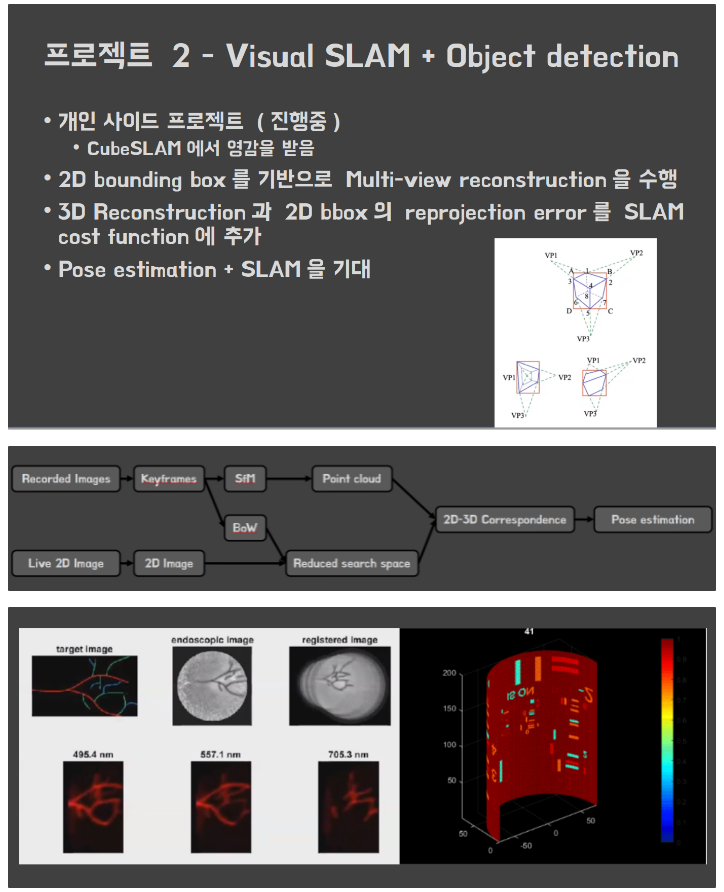 프로젝트 2 - Visual SLAM + Object detection
• 개인 사이드 프로젝트 ( 진행중 )
• CubeSLAM 에서 영감을 받음
• 2D bounding box 를 기반으로 Multi-view reconstruction 을 수행
• 3D Reconstruction 과 2D bbox 의 reprojection error 를 SLAM
cost function 에 추가
• Pose estimation + SLAM 을 기대
VP1 VP2
A 1 B
3 4 2
8
6 7
D 5 C
VP3
VP1 VP2
VP3
VP1 VP2
VP3
Recorded Images Keyframes SfM Point cloud
BoW 2D-3D Correspondence Pose estimation
Live 2D Image 2D Image Reduced search space
target image endoscopic image registered image
495.4 nm 557.1 nm 705.3 nm
41
200
150
100
50
50
0
-50
0
50